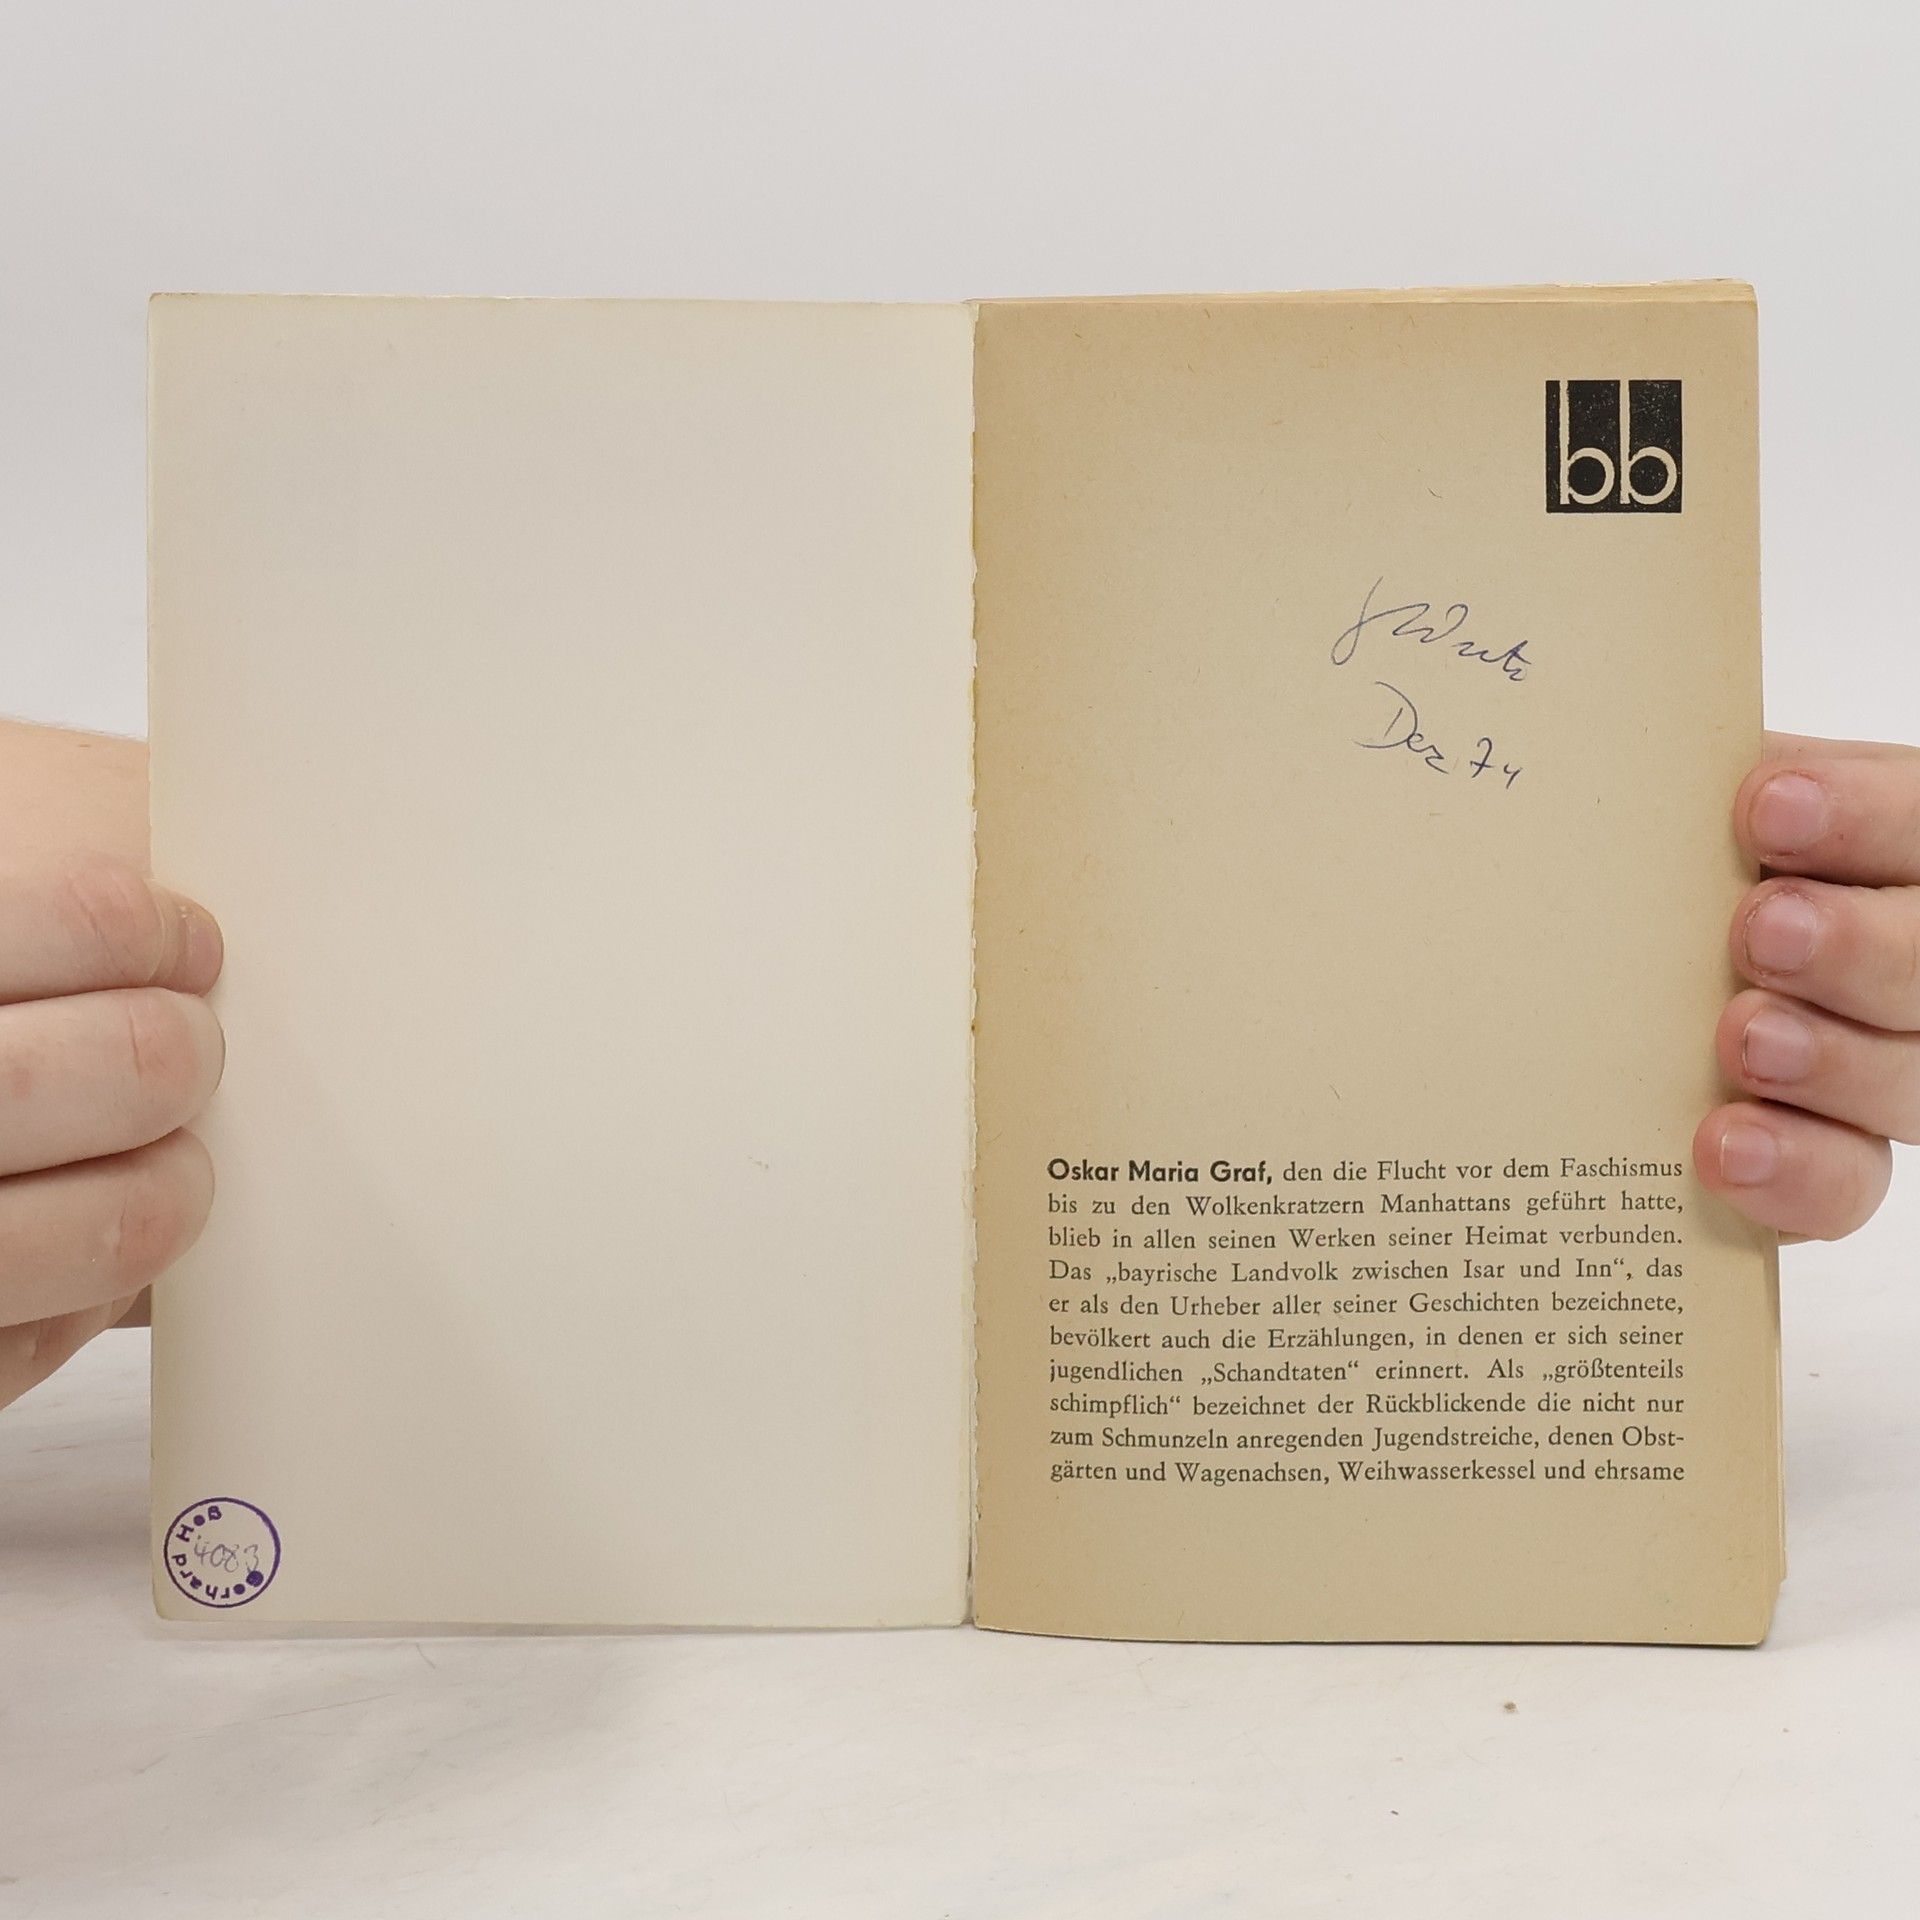 Gerhard Heß
4083
bb
Dez 74
Oskar Maria Graf, den die Flucht vor dem Faschismus
bis zu den Wolkenkratzern Manhattans geführt hatte,
blieb in allen seinen Werken seiner Heimat verbunden.
Das „bayrische Landvolk zwischen Isar und Inn“, das
er als den Urheber aller seiner Geschichten bezeichnete,
bevölkert auch die Erzählungen, in denen er sich seiner
jugendlichen „Schandtaten“ erinnert. Als „größtenteils
schimpflich“ bezeichnet der Rückblickende die nicht nur
zum Schmunzeln anregenden Jugendstreiche, denen Obst-
gärten und Wagenachsen, Weihwasserkessel und ehrsame